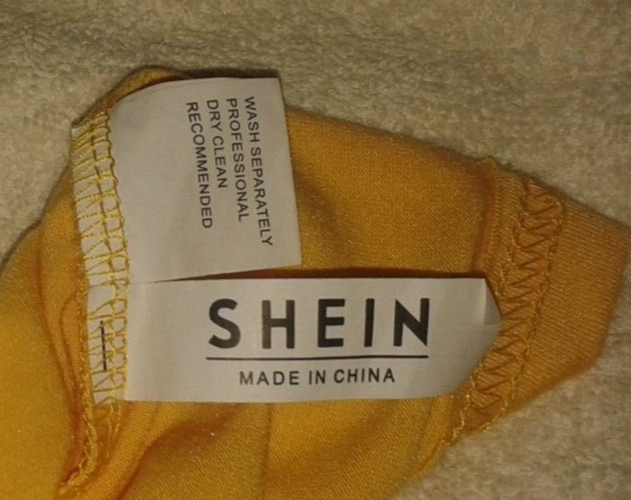 WASH SEPARATELY
PROFESSIONAL
DRY CLEAN
RECOMMENDED
SHEIN
MADE IN CHINA